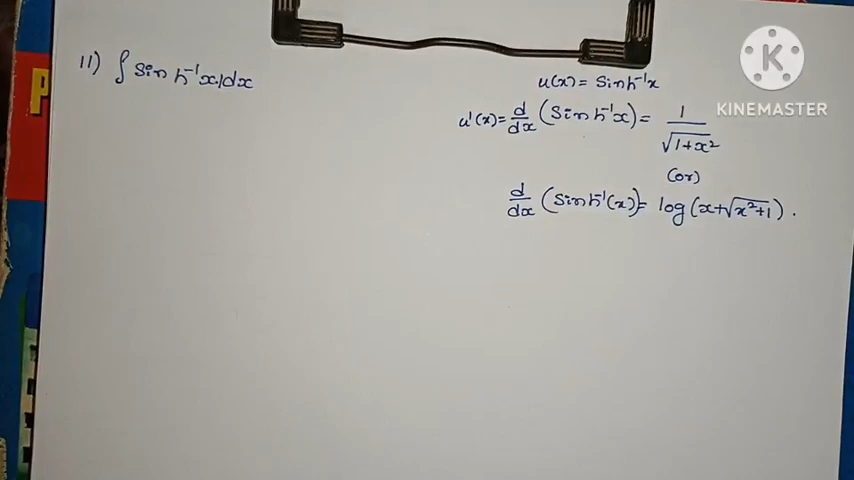 11) ∫ Sinh⁻¹x.dx
u(x) = Sinh⁻¹x
u'(x) = d/dx (Sinh⁻¹x) = 1/√(1+x²)
(or)
d/dx (Sinh⁻¹(x)) = log(x+√(x²+1)).
K
KINEMASTER
P